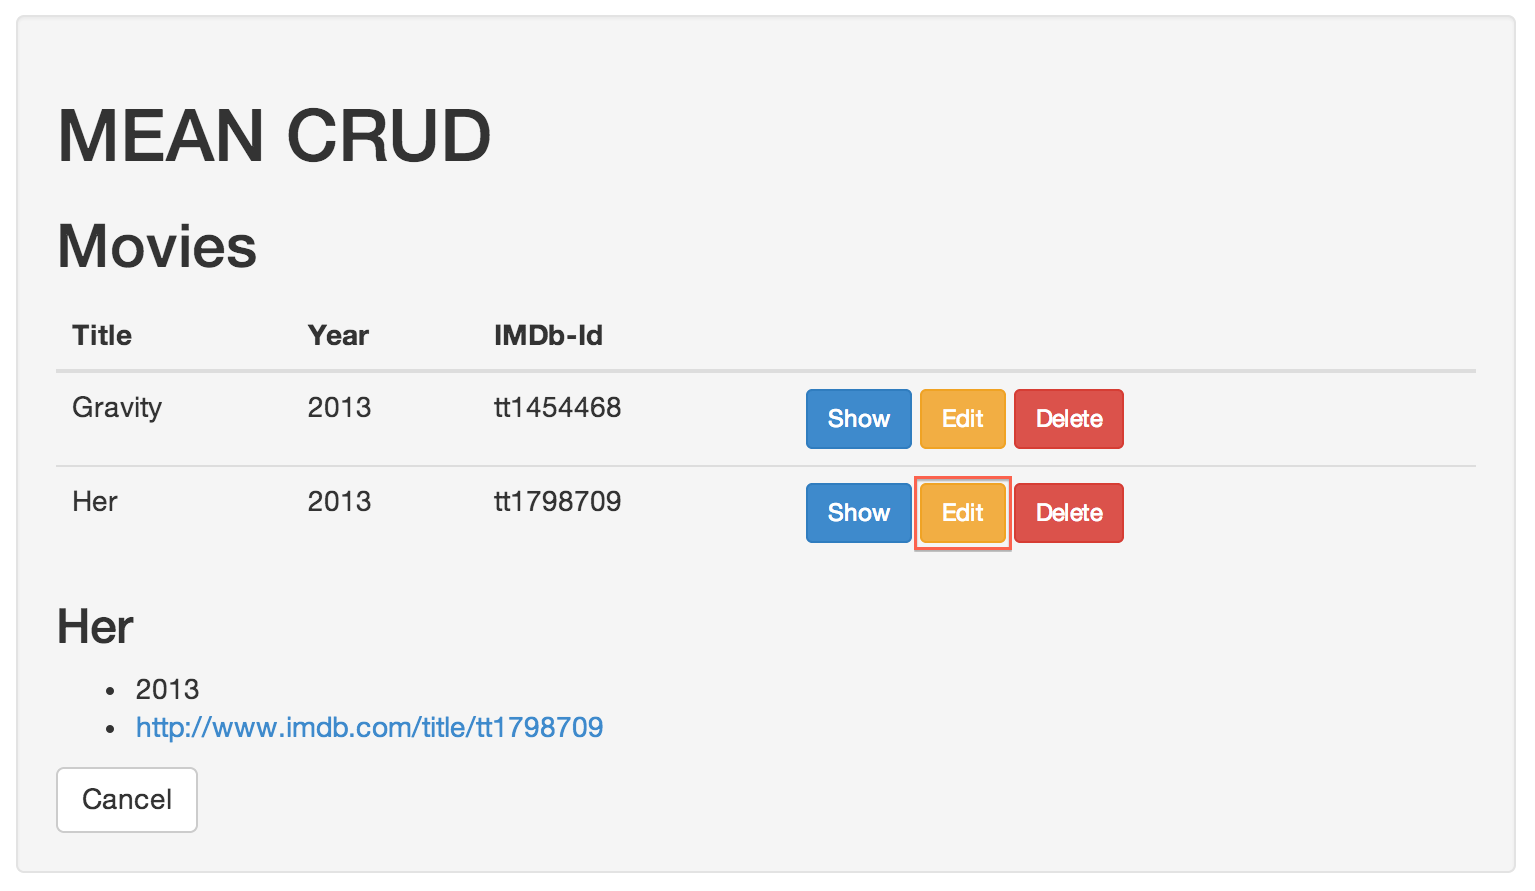 MEAN CRUD
Movies
Title Year IMDb-Id
Gravity 2013 tt1454468 Show Edit Delete
Her 2013 tt1798709 Show Edit Delete
Her
• 2013
• http://www.imdb.com/title/tt1798709
Cancel